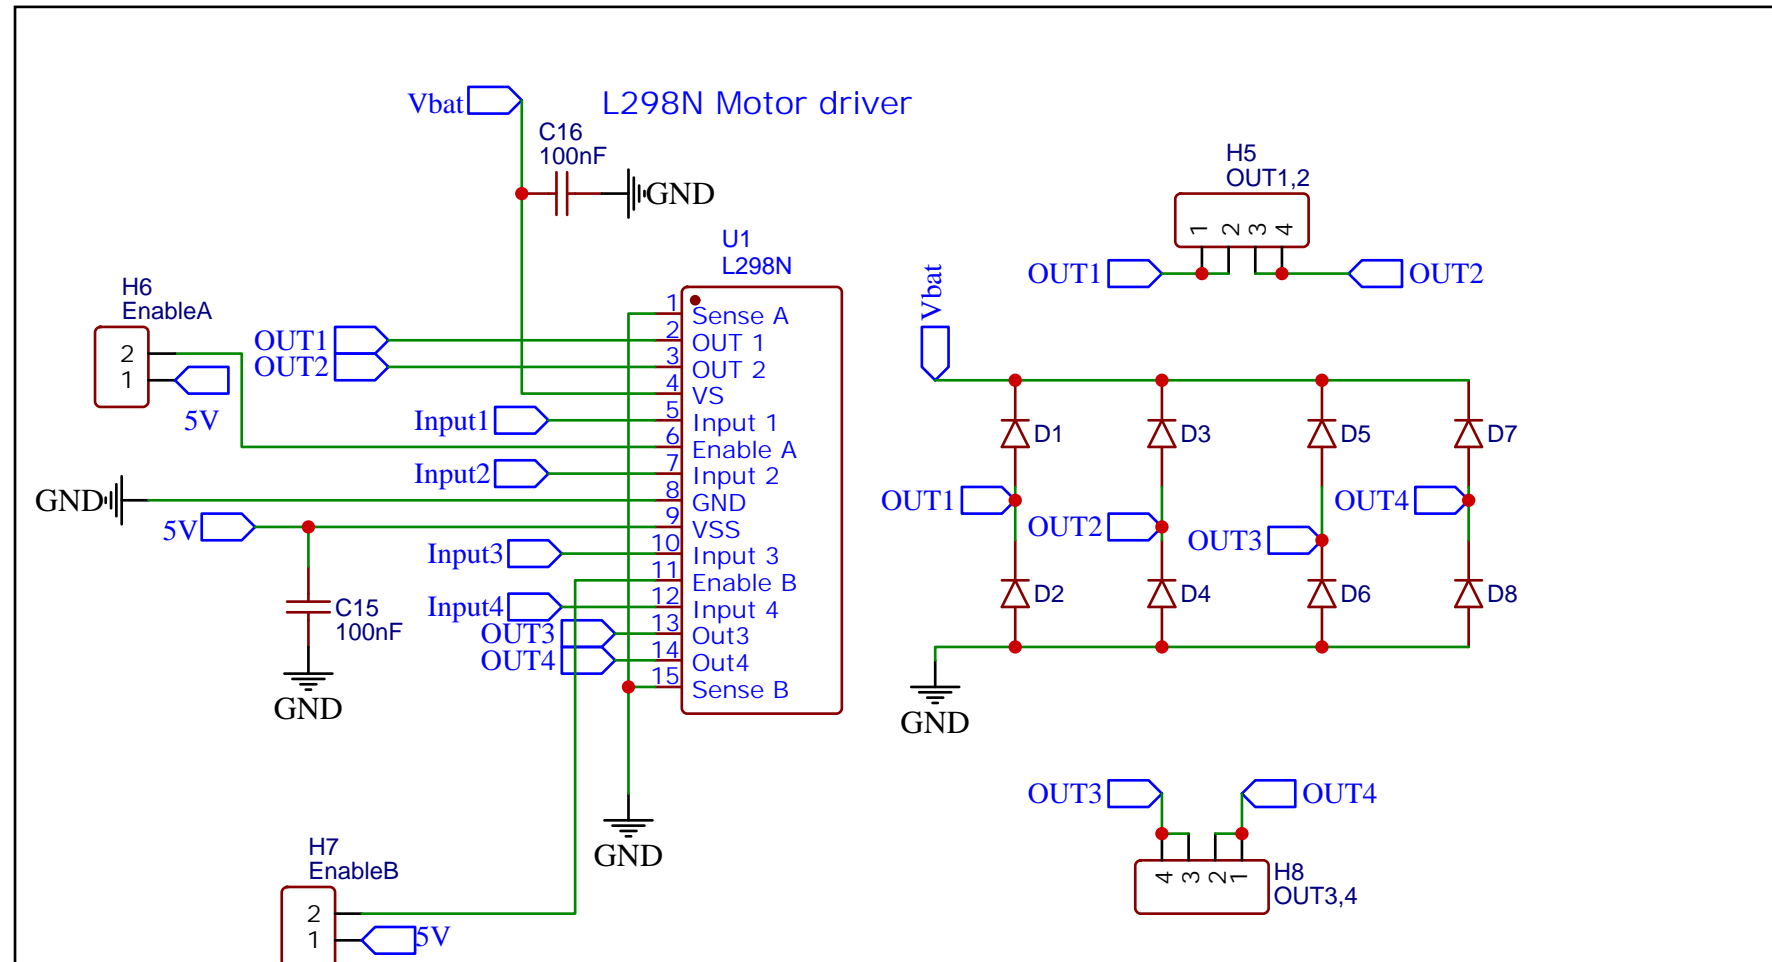 Vbat
L298N Motor driver
C16
100nF
GND
H5
OUT1,2
1 2 3 4
OUT1
OUT2
U1
L298N
H6
EnableA
2
1
5V
OUT1
OUT2
Input1
Input2
GND
5V
Input3
Input4
OUT3
OUT4
C15
100nF
GND
1 Sense A
2 OUT 1
3 OUT 2
4 VS
5 Input 1
6 Enable A
7 Input 2
8 GND
9 VSS
10 Input 3
11 Enable B
12 Input 4
13 Out3
14 Out4
15 Sense B
GND
H7
EnableB
2
1
5V
Vbat
D1
D3
D5
D7
OUT1
OUT2
OUT3
OUT4
D2
D4
D6
D8
GND
OUT3
OUT4
4 3 2 1
H8
OUT3,4